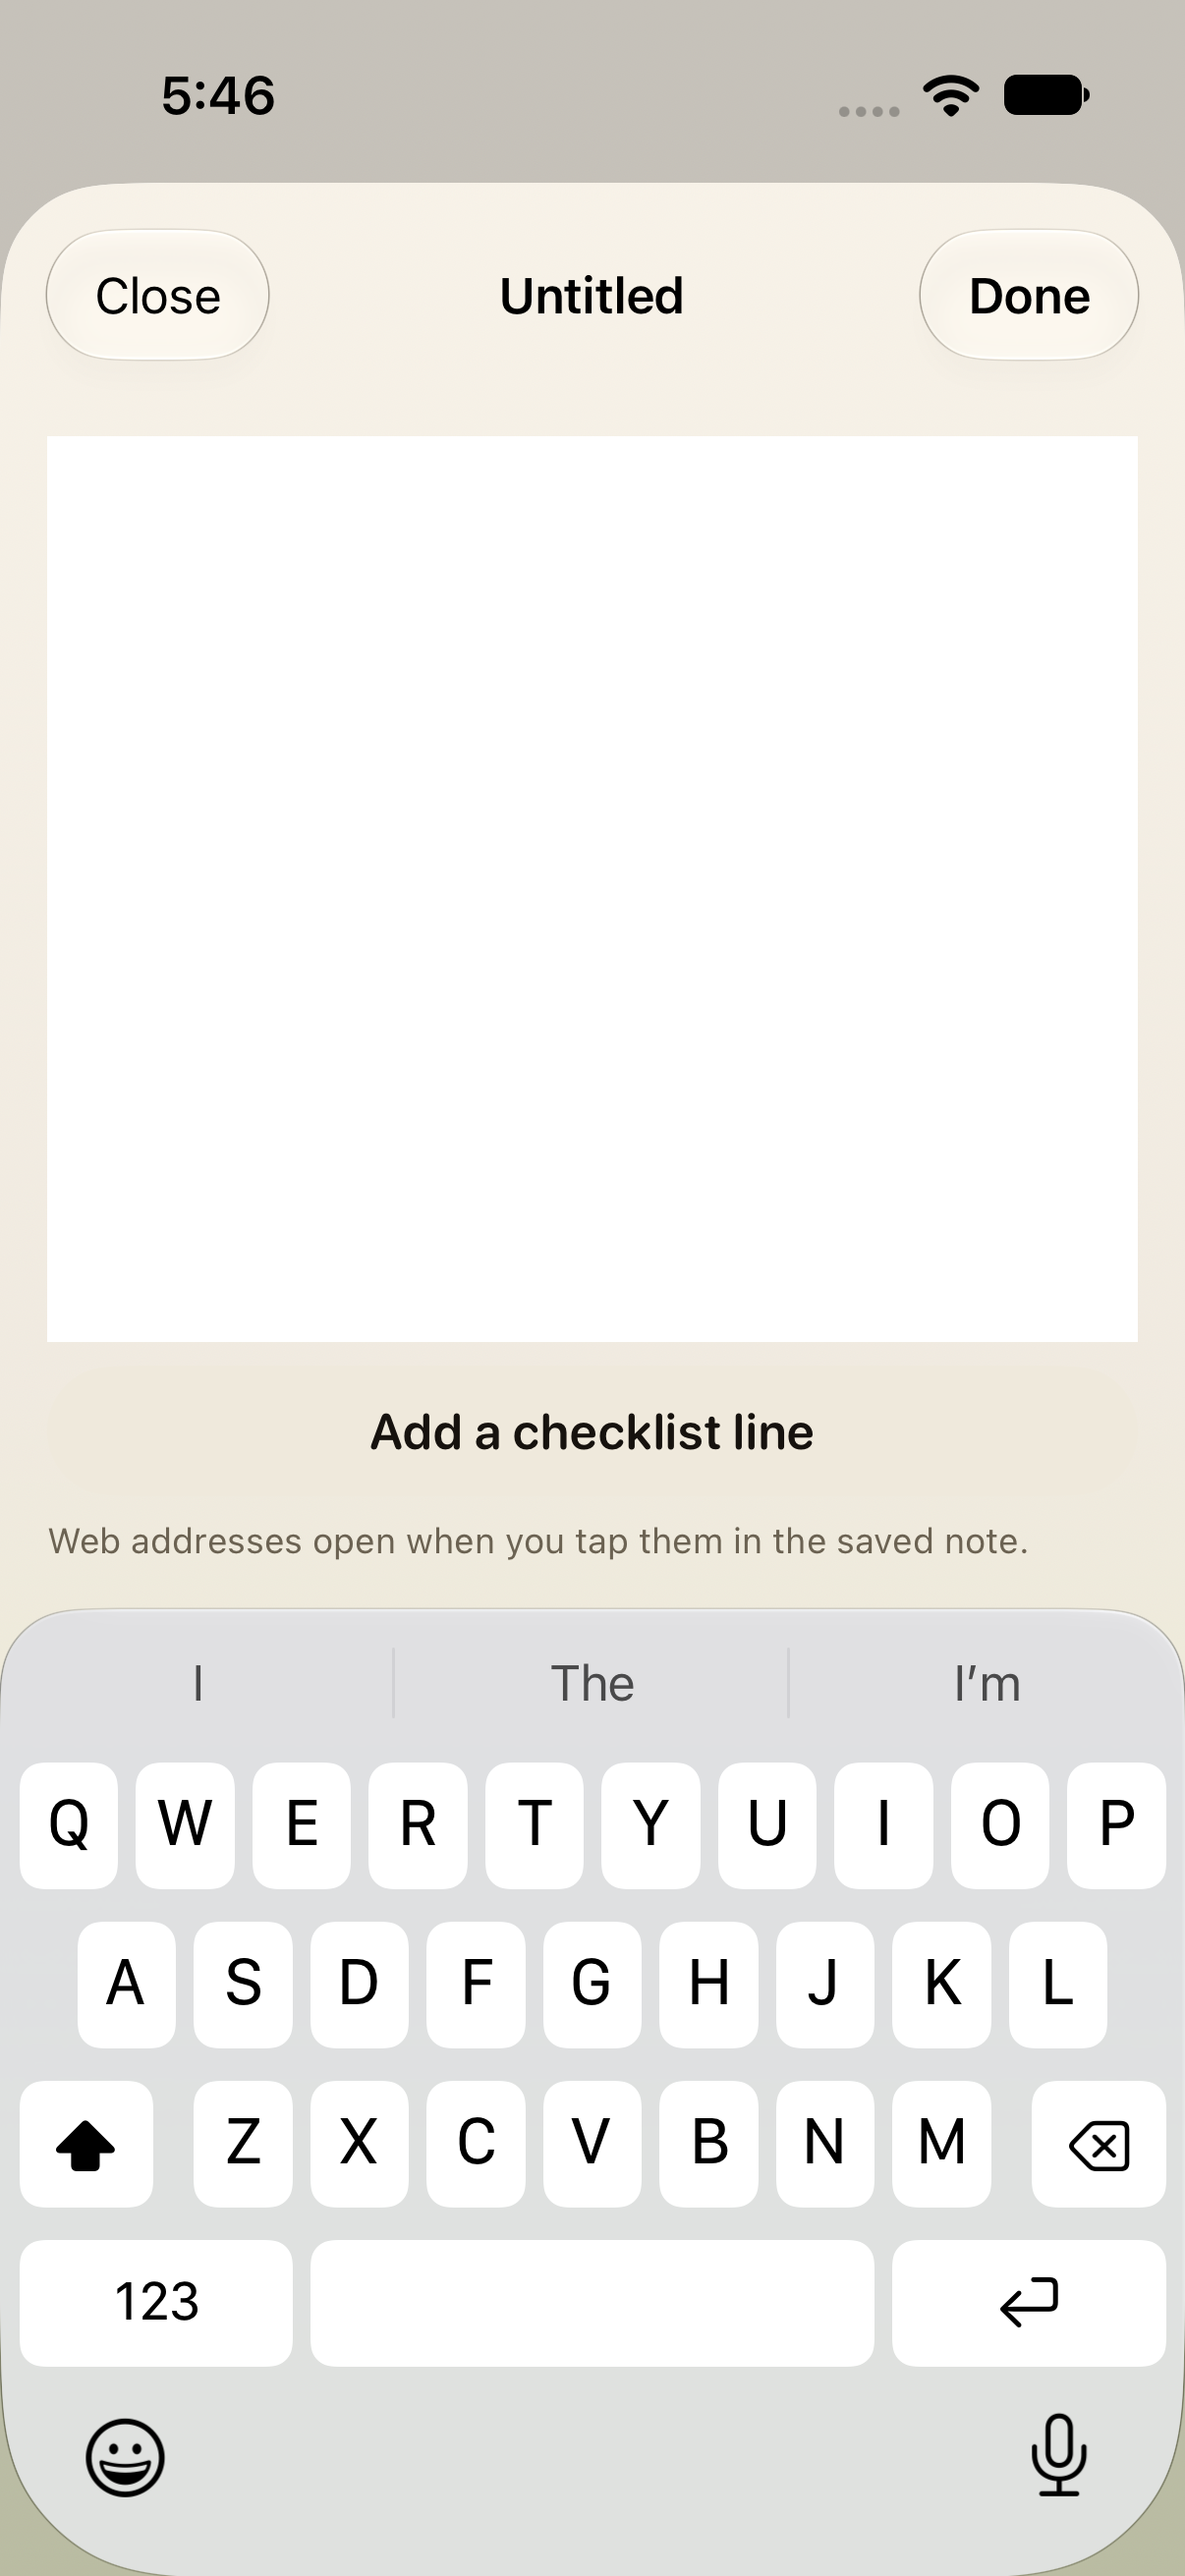 5:46
Close
Untitled
Done
Add a checklist line
Web addresses open when you tap them in the saved note.
I The I’m
Q W E R T Y U I O P
A S D F G H J K L
Z X C V B N M
123